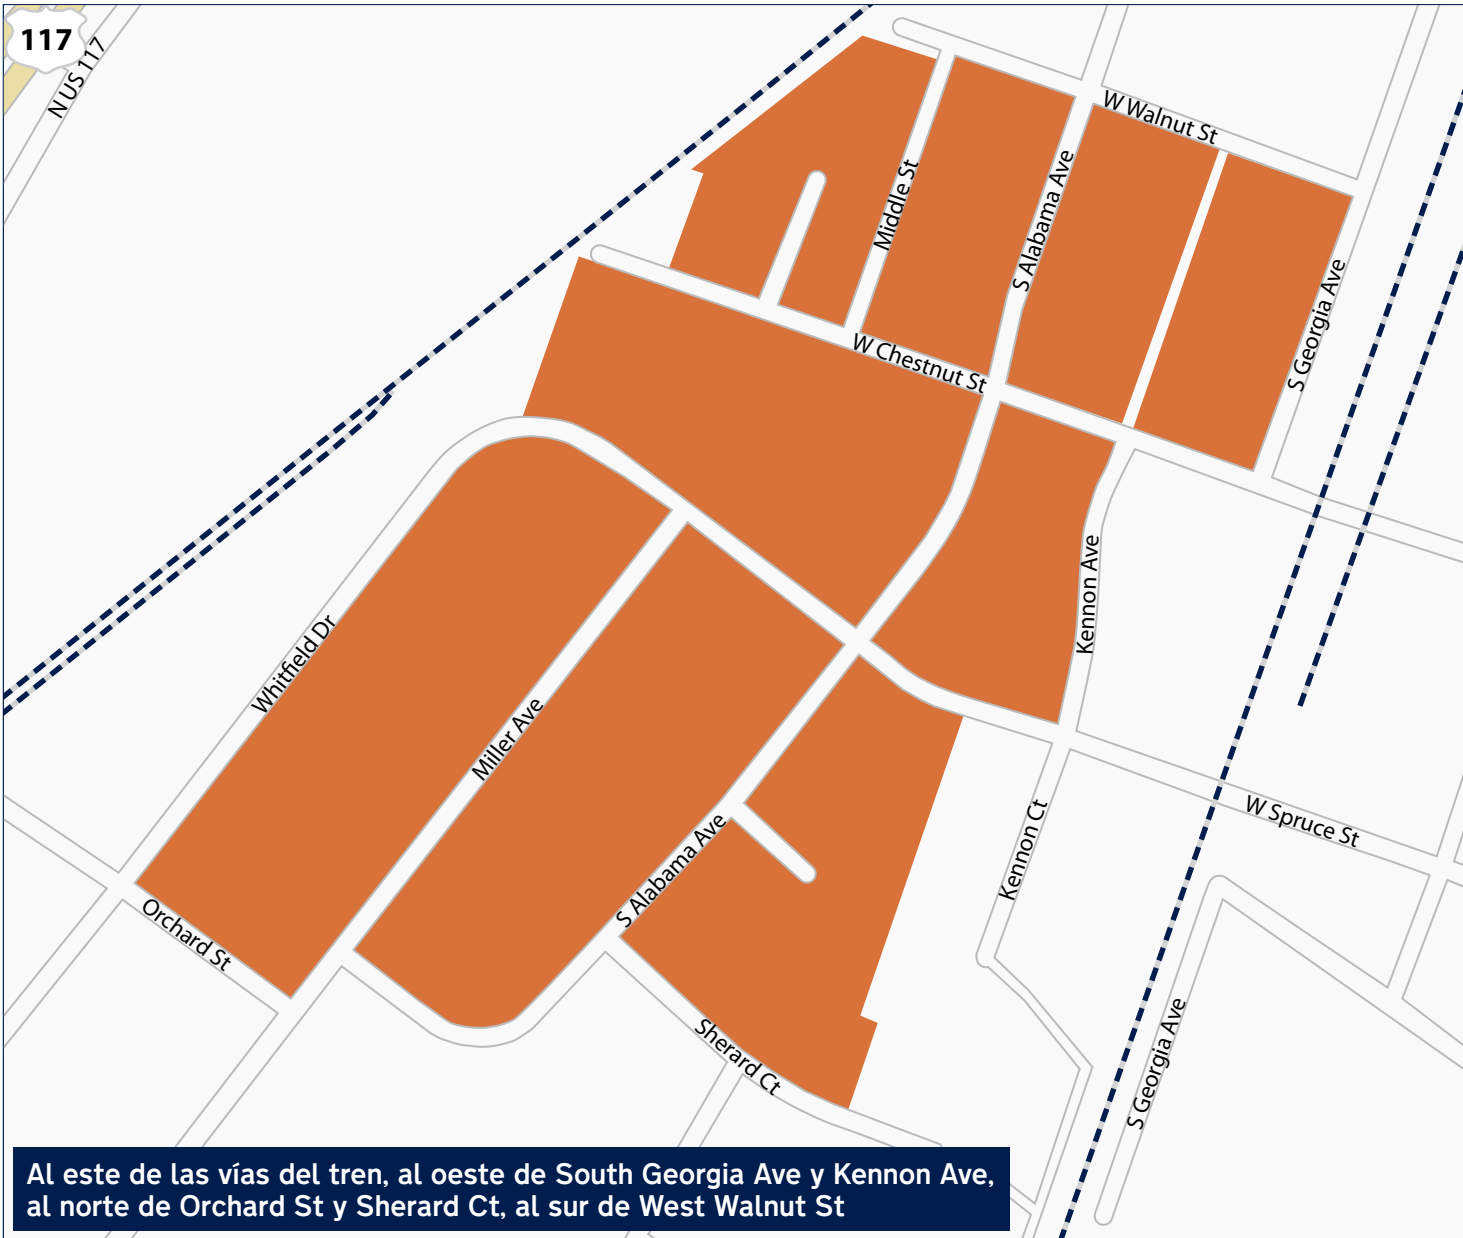 117
N US 117
W Walnut St
Middle St
S Alabama Ave
S Georgia Ave
W Chestnut St
Kennon Ave
Whitfield Dr
Miller Ave
W Spruce St
Kennon Ct
S Alabama Ave
Orchard St
Sherard Ct
S Georgia Ave
Al este de las vías del tren, al oeste de South Georgia Ave y Kennon Ave,
al norte de Orchard St y Sherard Ct, al sur de West Walnut St